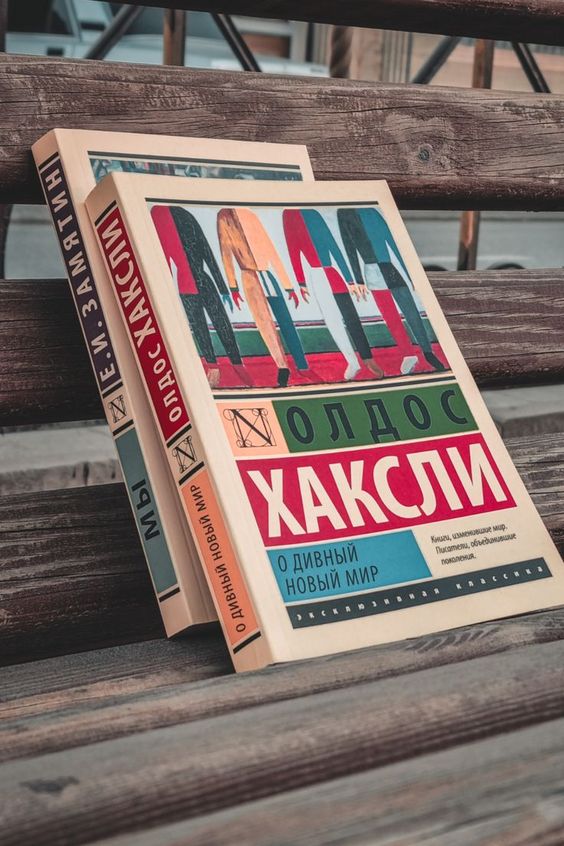 Е.И. ЗАМЯТИН
N
МЫ
ОЛДОС ХАКСЛИ
N
О ДИВНЫЙ НОВЫЙ МИР
N
ОЛДОС
ХАКСЛИ
О ДИВНЫЙ
НОВЫЙ МИР
Книги, изменившие мир.
Писатели, объединившие
поколения.
эксклюзивная классика